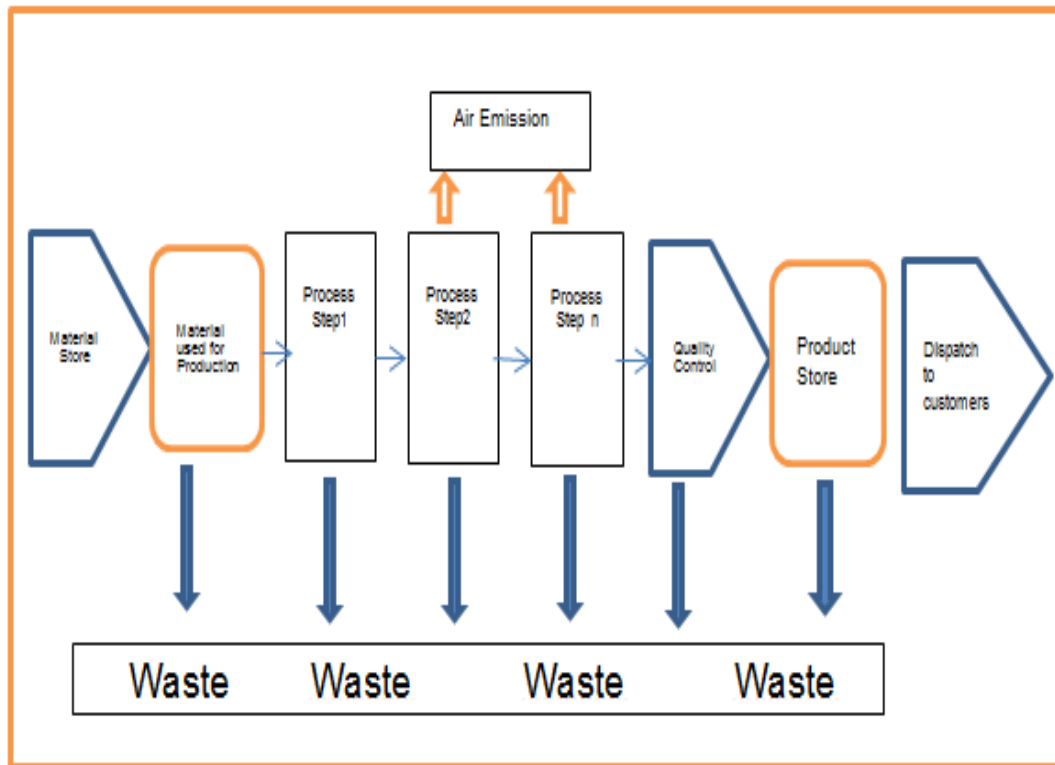 Air Emission
Material
Store
Material
used for
Production
Process
Step1
Process
Step2
Process
Step n
Quality
Control
Product
Store
Dispatch
to
customers
Waste Waste Waste Waste